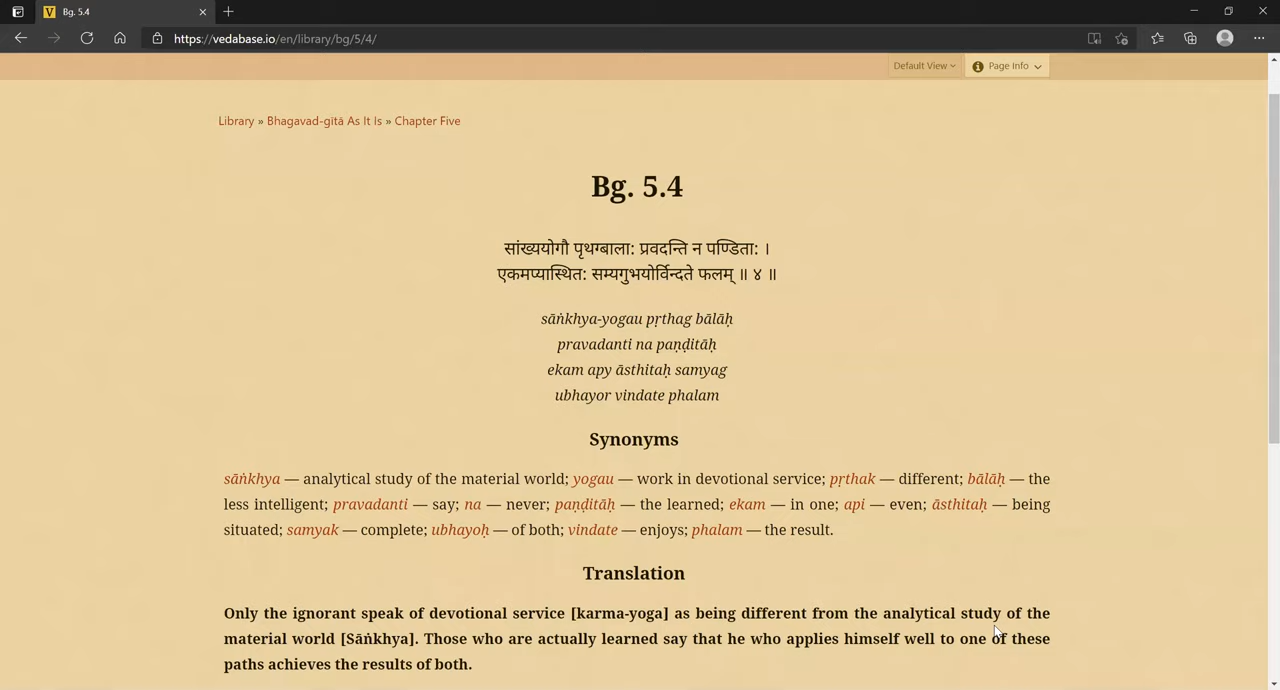 Bg. 5.4
https://vedabase.io/en/library/bg/5/4/
Default View
Page Info
Library » Bhagavad-gītā As It Is » Chapter Five
Bg. 5.4
सांख्ययोगौ पृथग्बाला: प्रवदन्ति न पण्डिता: ।
एकमप्यास्थित: सम्यगुभयोर्विन्दते फलम् ॥ ४ ॥
sāṅkhya-yogau pṛthag bālāḥ
pravadanti na paṇḍitāḥ
ekam apy āsthitaḥ samyag
ubhayor vindate phalam
Synonyms
sāṅkhya — analytical study of the material world; yogau — work in devotional service; pṛthak — different; bālāḥ — the
less intelligent; pravadanti — say; na — never; paṇḍitāḥ — the learned; ekam — in one; api — even; āsthitaḥ — being
situated; samyak — complete; ubhayoḥ — of both; vindate — enjoys; phalam — the result.
Translation
Only the ignorant speak of devotional service [karma-yoga] as being different from the analytical study of the
material world [Sāṅkhya]. Those who are actually learned say that he who applies himself well to one of these
paths achieves the results of both.